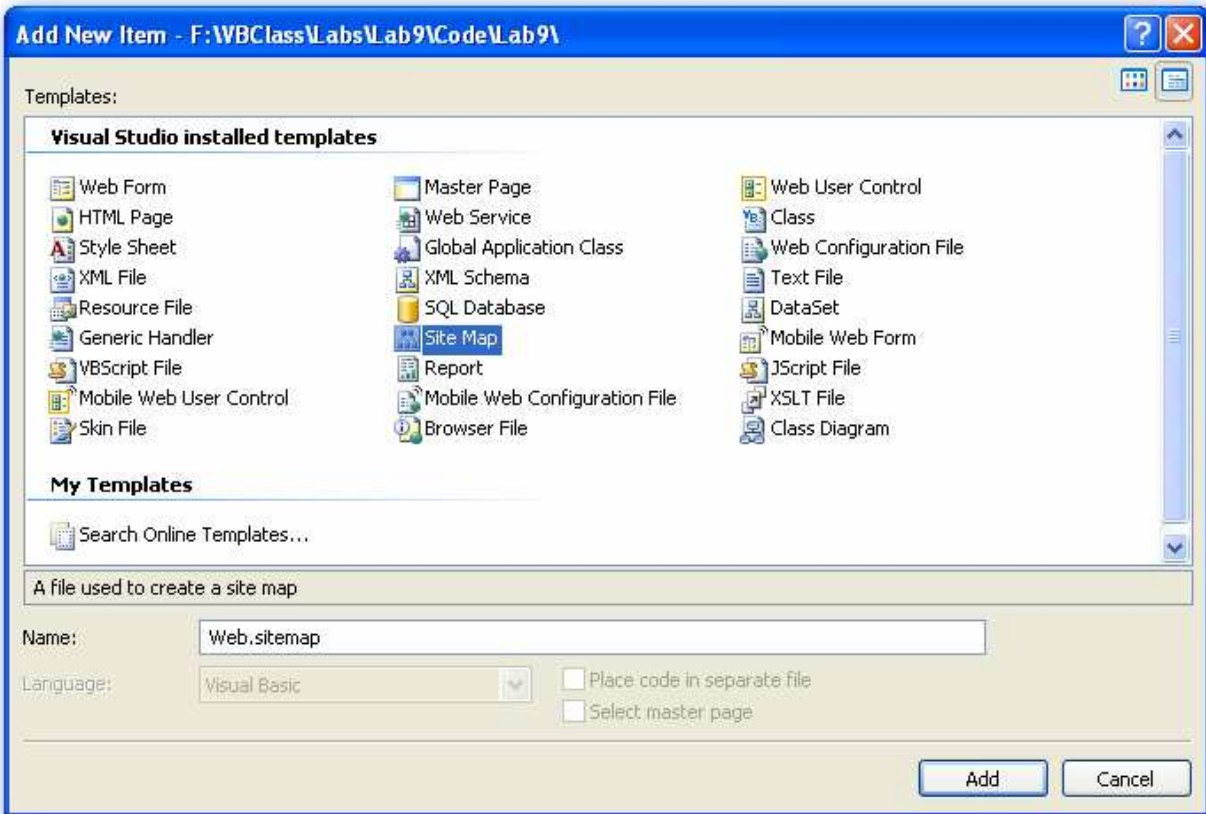 Add New Item - F:\VBClass\Labs\Lab9\Code\Lab9\
Templates:
Visual Studio installed templates
Web Form Master Page Web User Control
HTML Page Web Service Class
Style Sheet Global Application Class Web Configuration File
XML File XML Schema Text File
Resource File SQL Database DataSet
Generic Handler Site Map Mobile Web Form
VBScript File Report JScript File
Mobile Web User Control Mobile Web Configuration File XSLT File
Skin File Browser File Class Diagram
My Templates
Search Online Templates...
A file used to create a site map
Name: Web.sitemap
Language: Visual Basic Place code in separate file
Select master page
Add Cancel